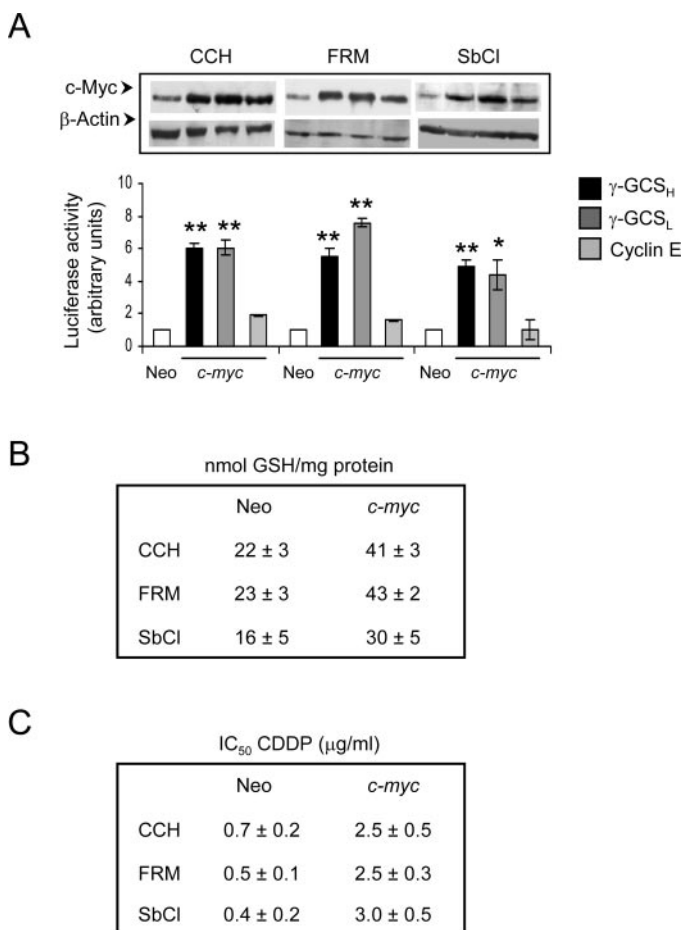 A
CCH FRM SbCl
c-Myc
β-Actin
Luciferase activity
(arbitrary units)
10
8
6
4
2
0
** **
** **
** *
γ-GCSH
γ-GCSL
Cyclin E
Neo c-myc Neo c-myc Neo c-myc
B
nmol GSH/mg protein
Neo c-myc
CCH 22 ± 3 41 ± 3
FRM 23 ± 3 43 ± 2
SbCl 16 ± 5 30 ± 5
C
IC50 CDDP (µg/ml)
Neo c-myc
CCH 0.7 ± 0.2 2.5 ± 0.5
FRM 0.5 ± 0.1 2.5 ± 0.3
SbCl 0.4 ± 0.2 3.0 ± 0.5